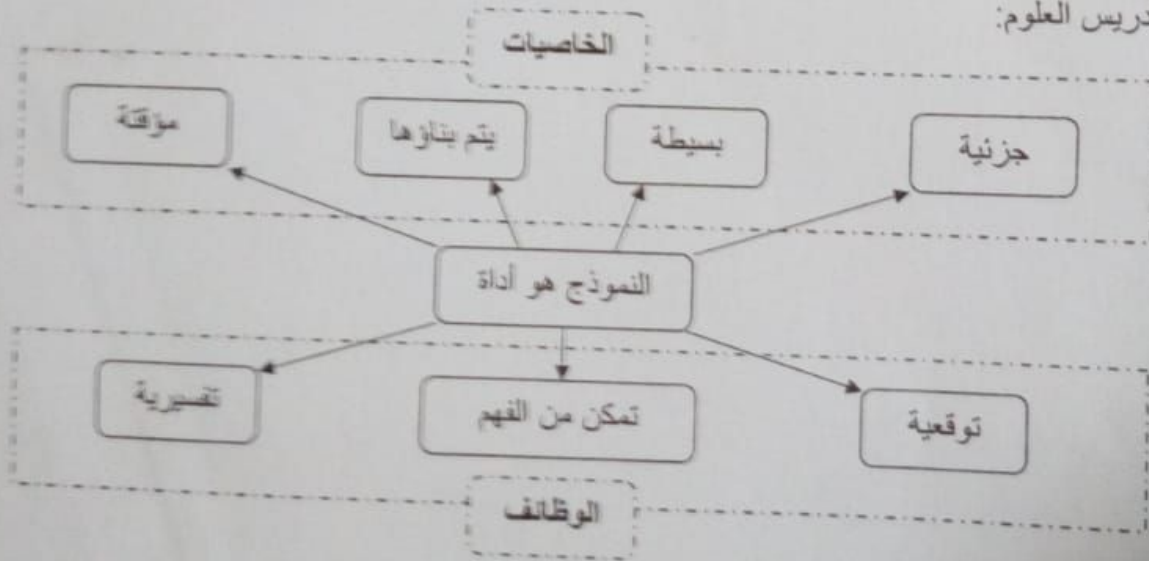 دريس العلوم:
الخاصيات
جزئية
بسيطة
يتم بناؤها
مؤقتة
النموذج هو أداة
توقعية
تمكن من الفهم
تفسيرية
الوظائف